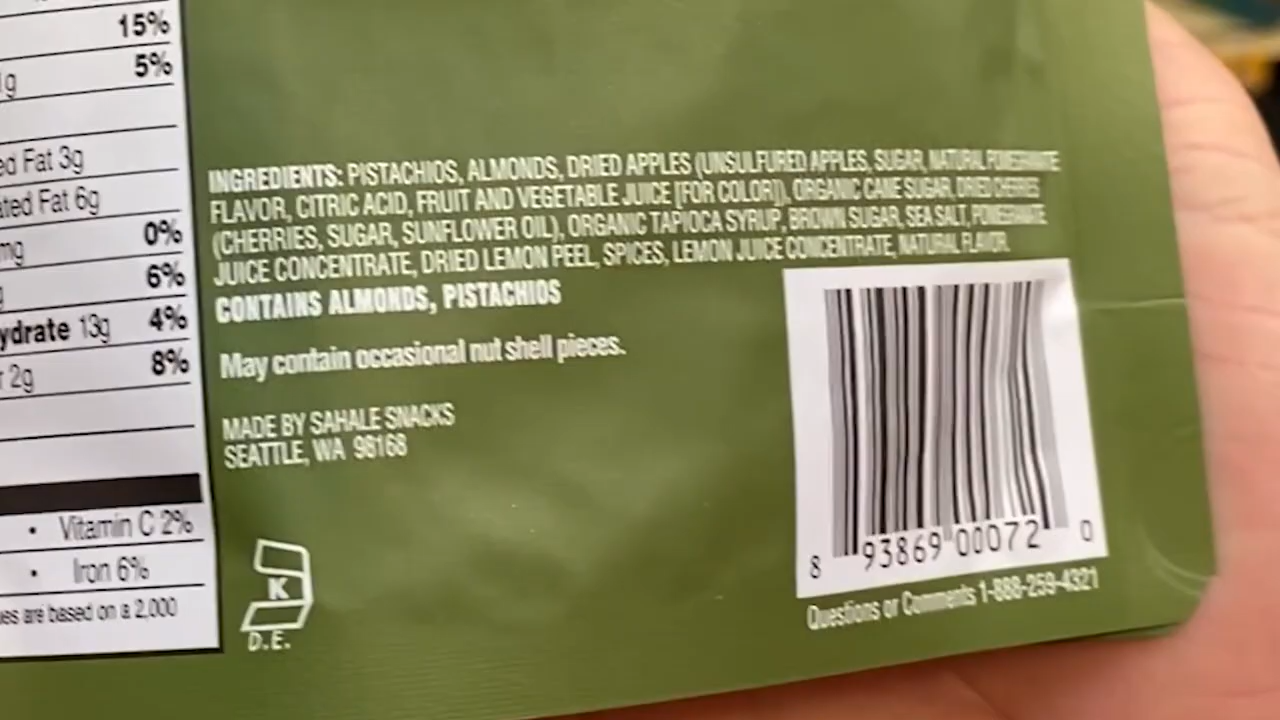 15%
1g 5%
ed Fat 3g
ated Fat 6g
mg 0%
6%
ydrate 13g 4%
r 2g 8%
• Vitamin C 2%
• Iron 6%
es are based on a 2,000
INGREDIENTS: PISTACHIOS, ALMONDS, DRIED APPLES (UNSULFURED APPLES, SUGAR, NATURAL POMEGRANATE
FLAVOR, CITRIC ACID, FRUIT AND VEGETABLE JUICE [FOR COLOR]), ORGANIC CANE SUGAR, DRIED CHERRIES
(CHERRIES, SUGAR, SUNFLOWER OIL), ORGANIC TAPIOCA SYRUP, BROWN SUGAR, SEA SALT, POMEGRANATE
JUICE CONCENTRATE, DRIED LEMON PEEL, SPICES, LEMON JUICE CONCENTRATE, NATURAL FLAVOR.
CONTAINS ALMONDS, PISTACHIOS
May contain occasional nut shell pieces.
MADE BY SAHALE SNACKS
SEATTLE, WA 98168
K
D.E.
8 93869 00072 0
Questions or Comments 1-888-259-4321